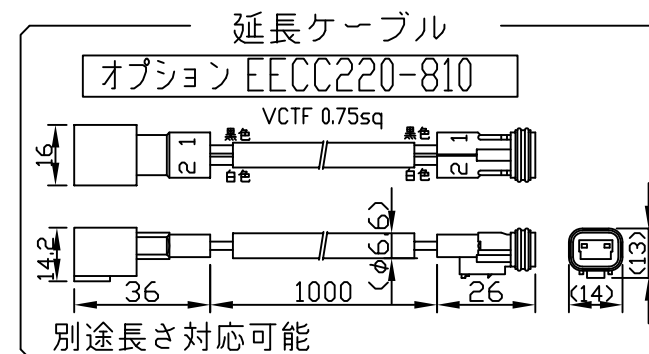 延長ケーブル
オプション EECC220-810
VCTF 0.75sq
黒色
黒色
1
1
16
2
2
白色
白色
14.2
(φ6.6)
(13)
36
1000
26
(14)
別途長さ対応可能